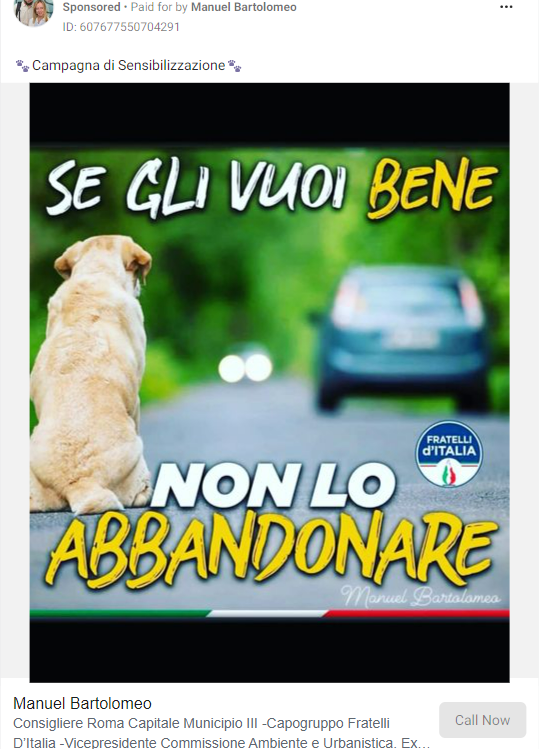 Sponsored • Paid for by Manuel Bartolomeo
ID: 607677550704291
🐾Campagna di Sensibilizzazione🐾
SE GLI VUOI BENE
FRATELLI
d'ITALIA
NON LO
ABBANDONARE
Manuel Bartolomeo
Manuel Bartolomeo
Consigliere Roma Capitale Municipio III -Capogruppo Fratelli
D'Italia -Vicepresidente Commissione Ambiente e Urbanistica. Ex...
Call Now